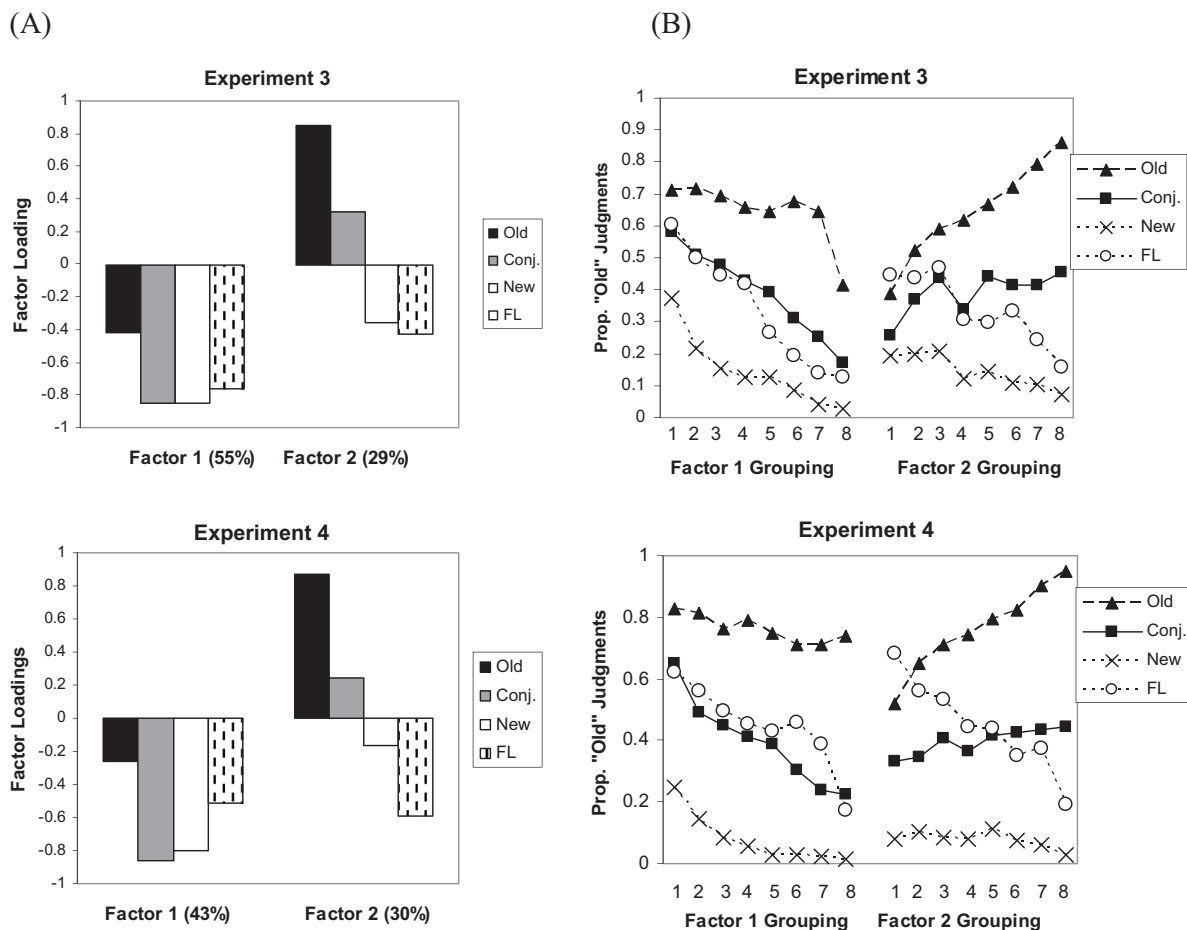 (A)
(B)
Experiment 3
1
0.8
0.6
0.4
0.2
0
-0.2
-0.4
-0.6
-0.8
-1
Factor Loading
Old
Conj.
New
FL
Factor 1 (55%) Factor 2 (29%)
Experiment 3
1
0.9
0.8
0.7
0.6
0.5
0.4
0.3
0.2
0.1
0
Prop. "Old" Judgments
Old
Conj.
New
FL
1 2 3 4 5 6 7 8 1 2 3 4 5 6 7 8
Factor 1 Grouping Factor 2 Grouping
Experiment 4
1
0.8
0.6
0.4
0.2
0
-0.2
-0.4
-0.6
-0.8
-1
Factor Loadings
Old
Conj.
New
FL
Factor 1 (43%) Factor 2 (30%)
Experiment 4
1
0.8
0.6
0.4
0.2
0
Prop. "Old" Judgments
Old
Conj.
New
FL
1 2 3 4 5 6 7 8 1 2 3 4 5 6 7 8
Factor 1 Grouping Factor 2 Grouping